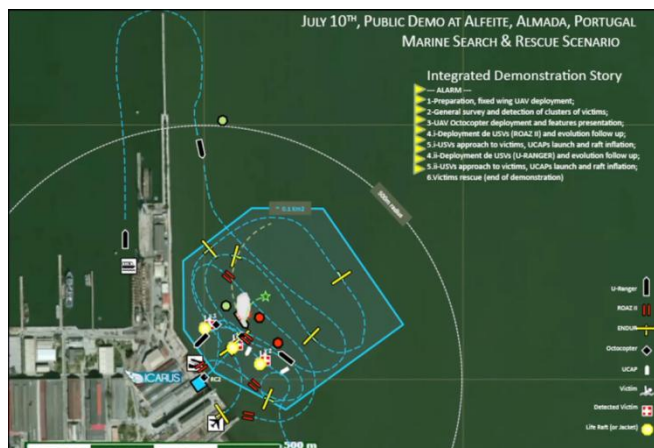 JULY 10TH, PUBLIC DEMO AT ALFEITE, ALMADA, PORTUGAL
MARINE SEARCH & RESCUE SCENARIO
Integrated Demonstration Story
--- ALARM ---
1-Preparation, fixed wing UAV deployment;
2-General survey and detection of clusters of victims;
3-UAV Octocopter deployment and features presentation;
4.i-Deployment de USVs (ROAZ II) and evolution follow up;
5.i-USVs approach to victims, UCAPs launch and raft inflation;
4.ii-Deployment de USVs (U-RANGER) and evolution follow up;
5.ii-USVs approach to victims, UCAPs launch and raft inflation;
6.Victims rescue (end of demonstration)
500m radius
U-Ranger
ROAZ II
ENDUR
Octocopter
UCAP
Victim
Detected Victim
Life Raft (or Jacket)
ICARUS
RC2
500 m